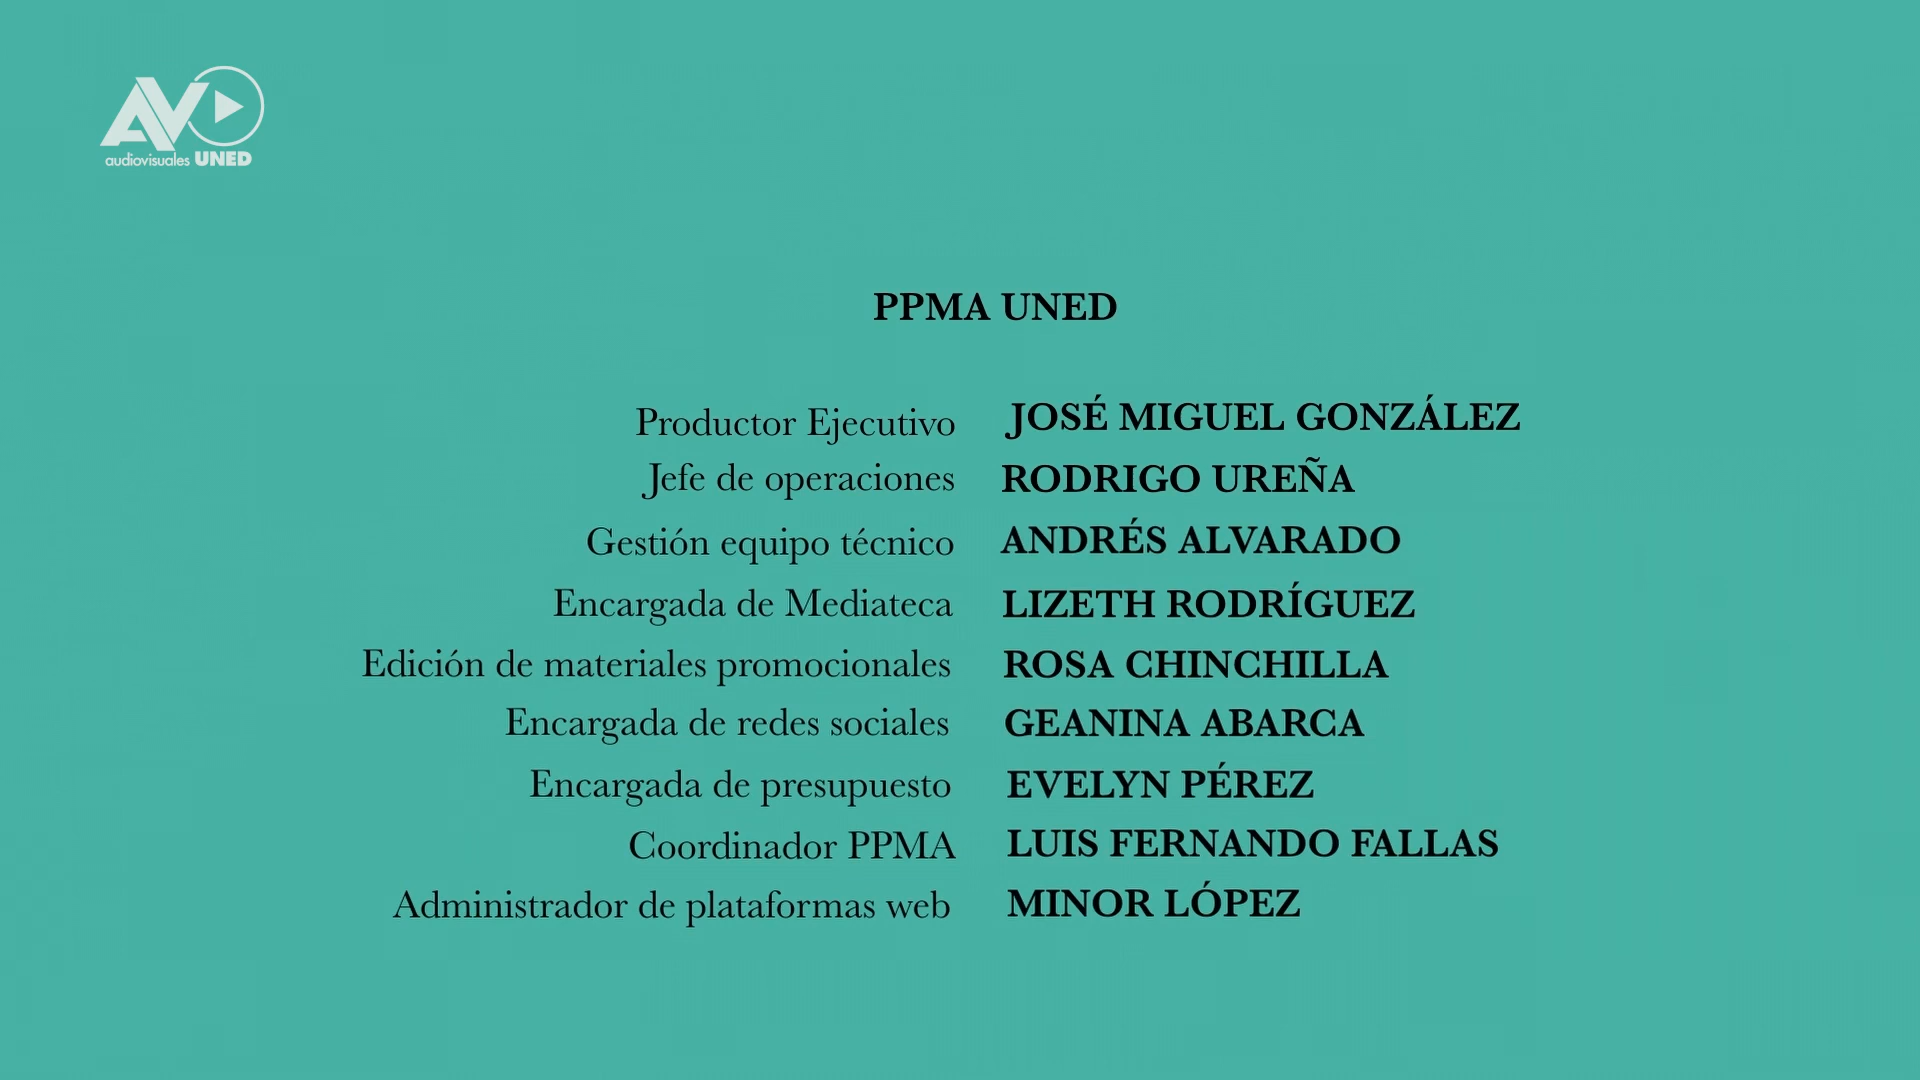 AV
audiovisuales UNED
PPMA UNED
Productor Ejecutivo JOSÉ MIGUEL GONZÁLEZ
Jefe de operaciones RODRIGO UREÑA
Gestión equipo técnico ANDRÉS ALVARADO
Encargada de Mediateca LIZETH RODRÍGUEZ
Edición de materiales promocionales ROSA CHINCHILLA
Encargada de redes sociales GEANINA ABARCA
Encargada de presupuesto EVELYN PÉREZ
Coordinador PPMA LUIS FERNANDO FALLAS
Administrador de plataformas web MINOR LÓPEZ